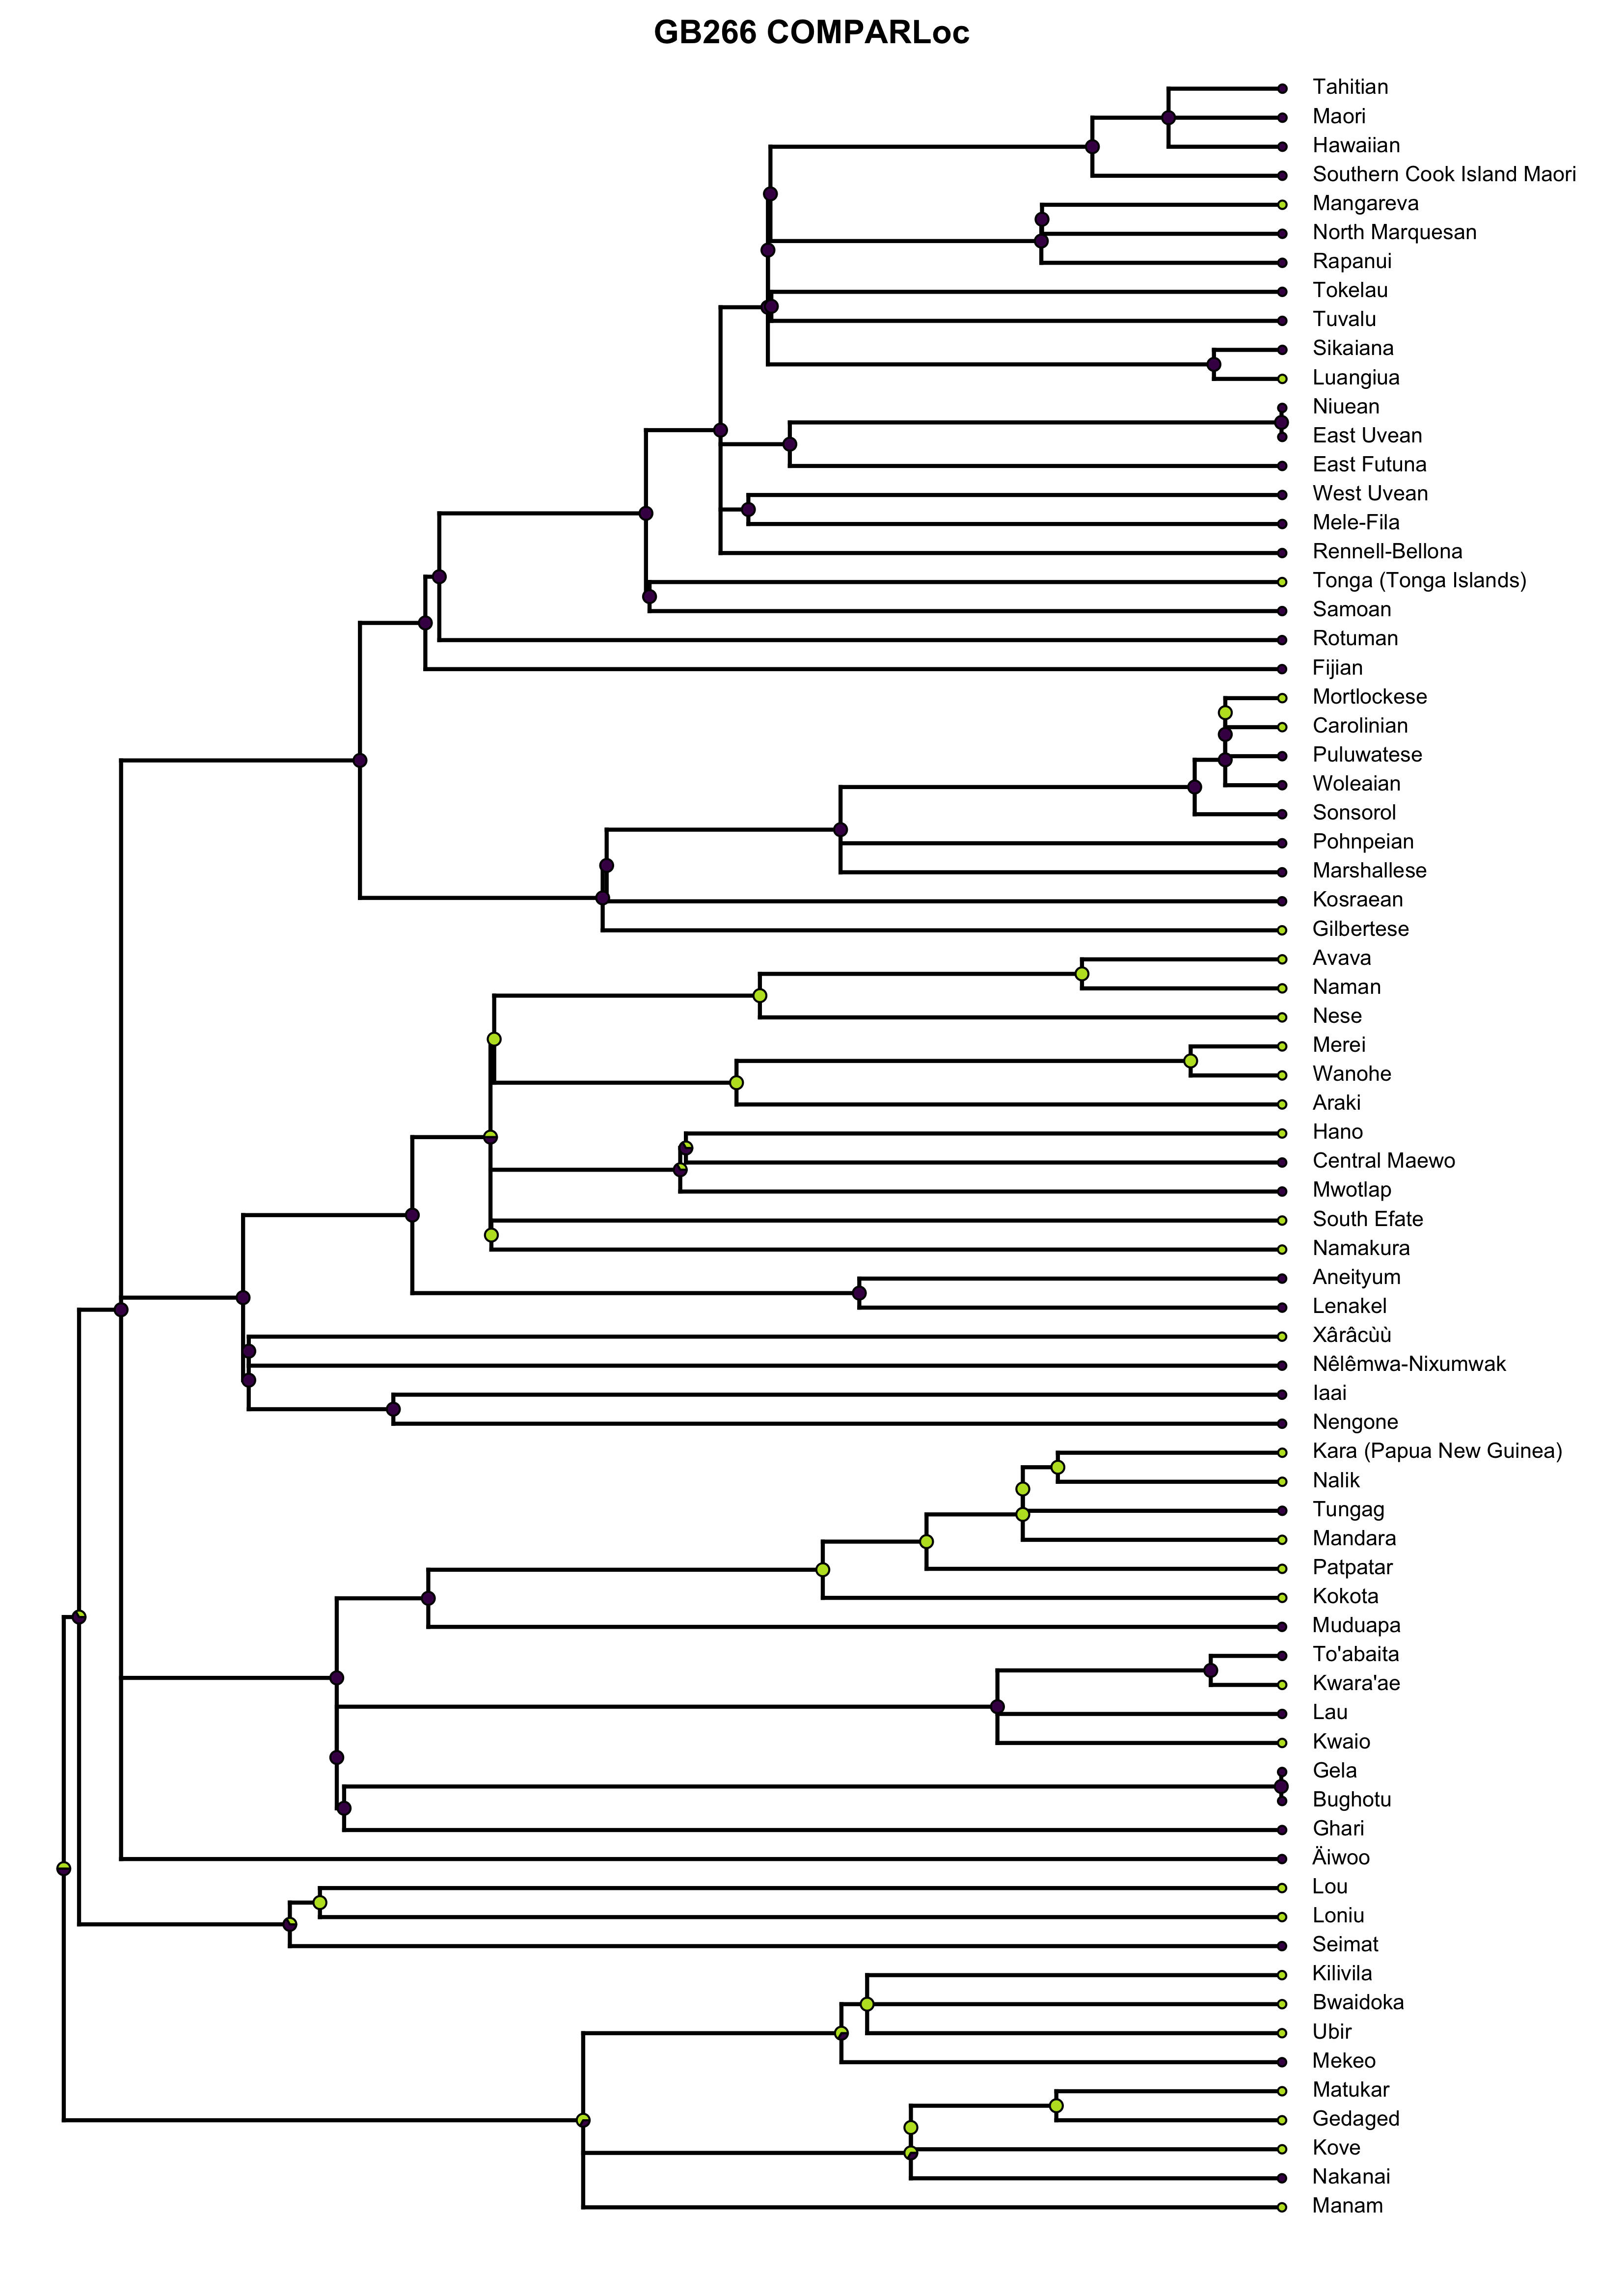 GB266 COMPARLoc
Tahitian
Maori
Hawaiian
Southern Cook Island Maori
Mangareva
North Marquesan
Rapanui
Tokelau
Tuvalu
Sikaiana
Luangiua
Niuean
East Uvean
East Futuna
West Uvean
Mele-Fila
Rennell-Bellona
Tonga (Tonga Islands)
Samoan
Rotuman
Fijian
Mortlockese
Carolinian
Puluwatese
Woleaian
Sonsorol
Pohnpeian
Marshallese
Kosraean
Gilbertese
Avava
Naman
Nese
Merei
Wanohe
Araki
Hano
Central Maewo
Mwotlap
South Efate
Namakura
Aneityum
Lenakel
Xârâcùù
Nêlêmwa-Nixumwak
Iaai
Nengone
Kara (Papua New Guinea)
Nalik
Tungag
Mandara
Patpatar
Kokota
Muduapa
To'abaita
Kwara'ae
Lau
Kwaio
Gela
Bughotu
Ghari
Äiwoo
Lou
Loniu
Seimat
Kilivila
Bwaidoka
Ubir
Mekeo
Matukar
Gedaged
Kove
Nakanai
Manam